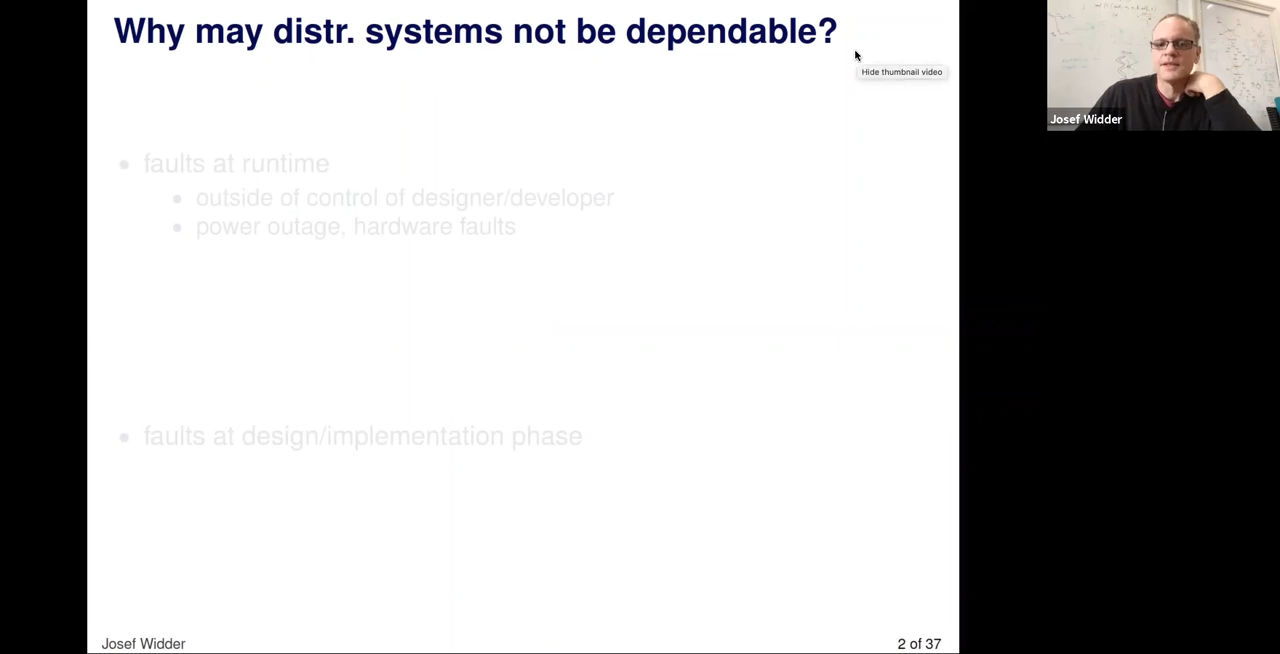 Why may distr. systems not be dependable?
Hide thumbnail video
Josef Widder
• faults at runtime
• outside of control of designer/developer
• power outage, hardware faults
• faults at design/implementation phase
Josef Widder
2 of 37